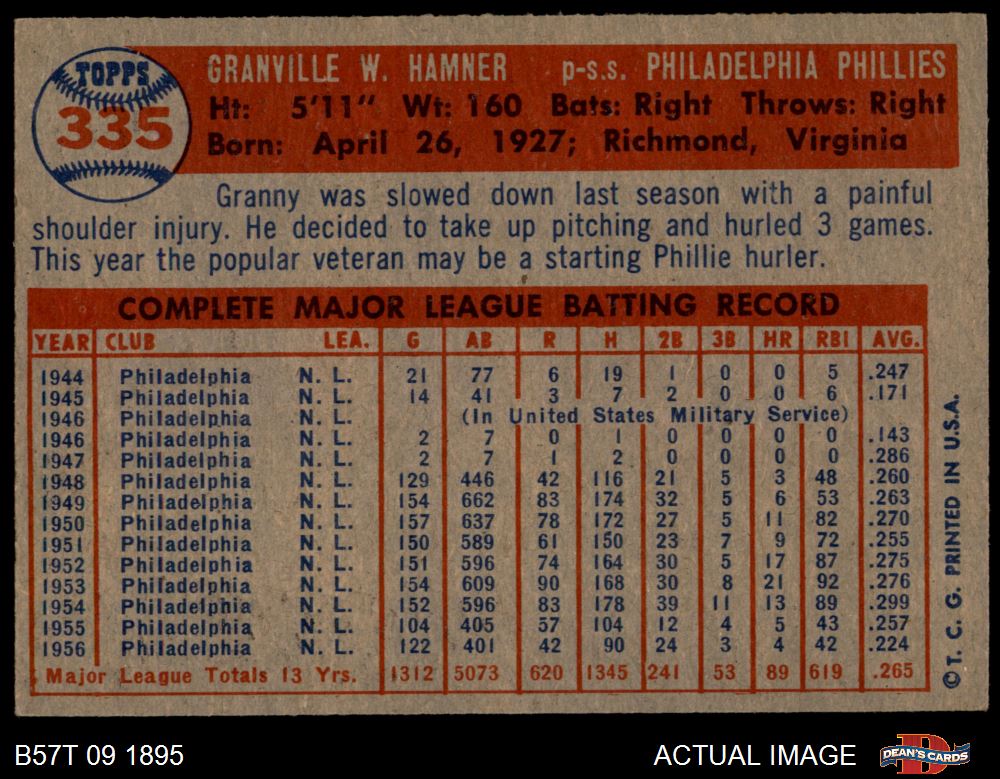 TOPPS
335
GRANVILLE W. HAMNER p-s.s. PHILADELPHIA PHILLIES
Ht: 5'11" Wt: 160 Bats: Right Throws: Right
Born: April 26, 1927; Richmond, Virginia
Granny was slowed down last season with a painful
shoulder injury. He decided to take up pitching and hurled 3 games.
This year the popular veteran may be a starting Phillie hurler.
COMPLETE MAJOR LEAGUE BATTING RECORD
YEAR CLUB LEA. G AB R H 2B 3B HR RBI AVG.
1944 Philadelphia N. L. 21 77 6 19 1 0 0 5 .247
1945 Philadelphia N. L. 14 41 3 7 2 0 0 6 .171
1946 Philadelphia N. L. (In United States Military Service)
1946 Philadelphia N. L. 2 7 0 1 0 0 0 0 .143
1947 Philadelphia N. L. 2 7 1 2 0 0 0 0 .286
1948 Philadelphia N. L. 129 446 42 116 21 5 3 48 .260
1949 Philadelphia N. L. 154 662 83 174 32 5 6 53 .263
1950 Philadelphia N. L. 157 637 78 172 27 5 11 82 .270
1951 Philadelphia N. L. 150 589 61 150 23 7 9 72 .255
1952 Philadelphia N. L. 151 596 74 164 30 5 17 87 .275
1953 Philadelphia N. L. 154 609 90 168 30 8 21 92 .276
1954 Philadelphia N. L. 152 596 83 178 39 11 13 89 .299
1955 Philadelphia N. L. 104 405 57 104 12 4 5 43 .257
1956 Philadelphia N. L. 122 401 42 90 24 3 4 42 .224
Major League Totals 13 Yrs. 1312 5073 620 1345 241 53 89 619 .265
© T. C. G. PRINTED IN U.S.A.
B57T 09 1895 ACTUAL IMAGE DEAN'S CARDS